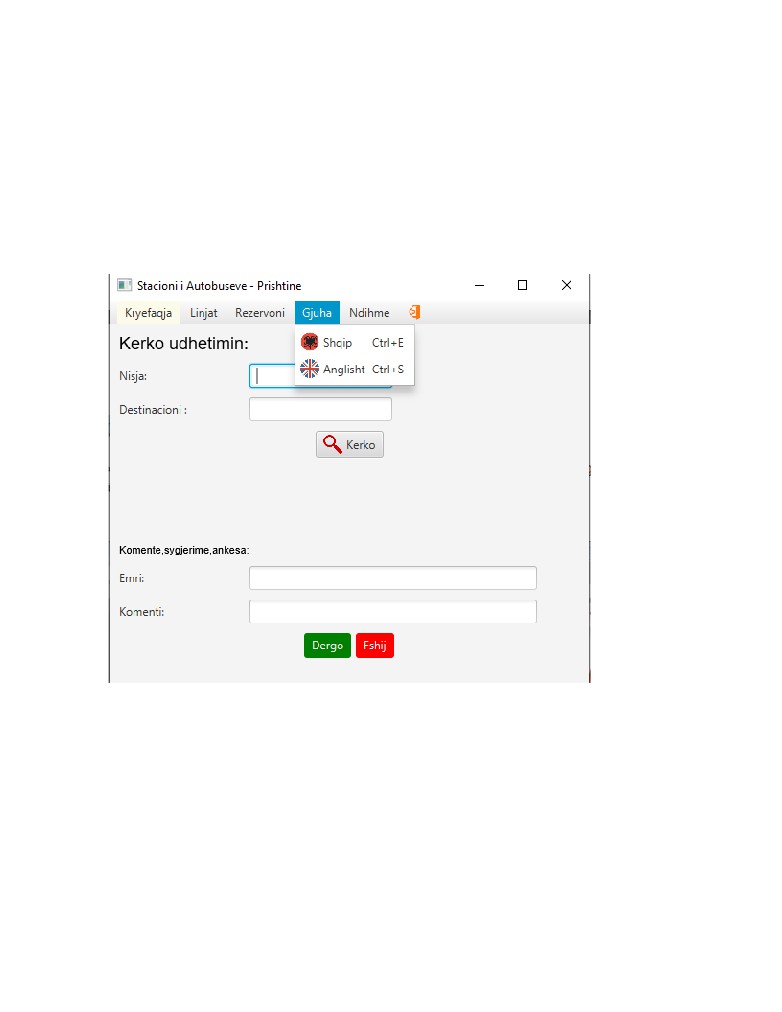 Stacioni i Autobuseve - Prishtine
Kryefaqja Linjat Rezervoni Gjuha Ndihme
Kerko udhetimin:
Shqip Ctrl+E
Nisja:
Anglisht Ctrl+S
Destinacioni :
Kerko
Komente,sygjerime,ankesa:
Emri:
Komenti:
Dergo Fshij